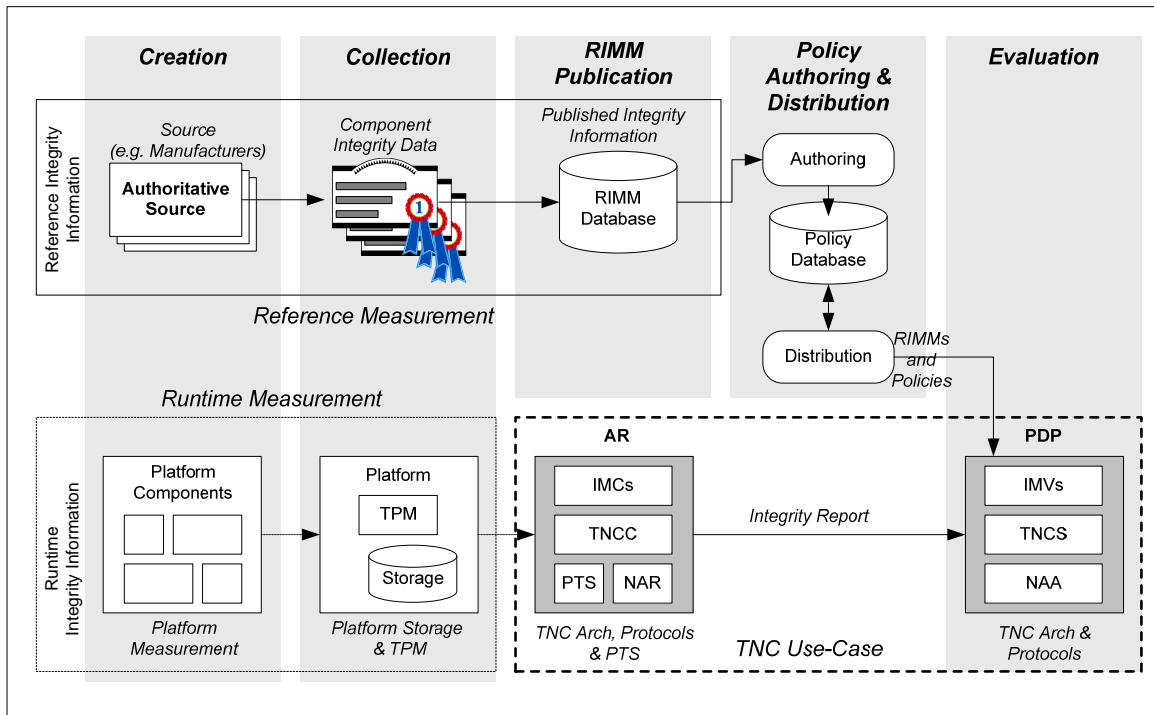 Creation
Collection
RIMM
Publication
Policy
Authoring &
Distribution
Evaluation
Reference Integrity
Information
Source
(e.g. Manufacturers)
Authoritative
Source
Component
Integrity Data
1
Published Integrity
Information
RIMM
Database
Authoring
Policy
Database
Distribution
RIMMs
and
Policies
Reference Measurement
Runtime Measurement
Runtime
Integrity Information
Platform
Components
Platform
Measurement
Platform
TPM
Storage
Platform Storage
& TPM
AR
IMCs
TNCC
PTS
NAR
TNC Arch, Protocols
& PTS
Integrity Report
TNC Use-Case
PDP
IMVs
TNCS
NAA
TNC Arch &
Protocols